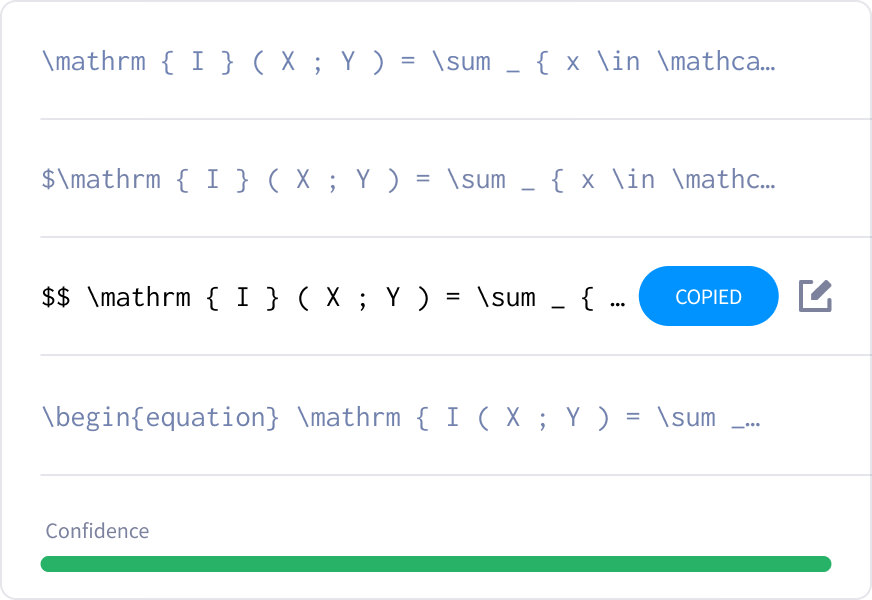 \mathrm { I } ( X ; Y ) = \sum _ { x \in \mathca…
$\mathrm { I } ( X ; Y ) = \sum _ { x \in \mathc…
$$ \mathrm { I } ( X ; Y ) = \sum _ { … COPIED
\begin{equation} \mathrm { I ( X ; Y ) = \sum _…
Confidence